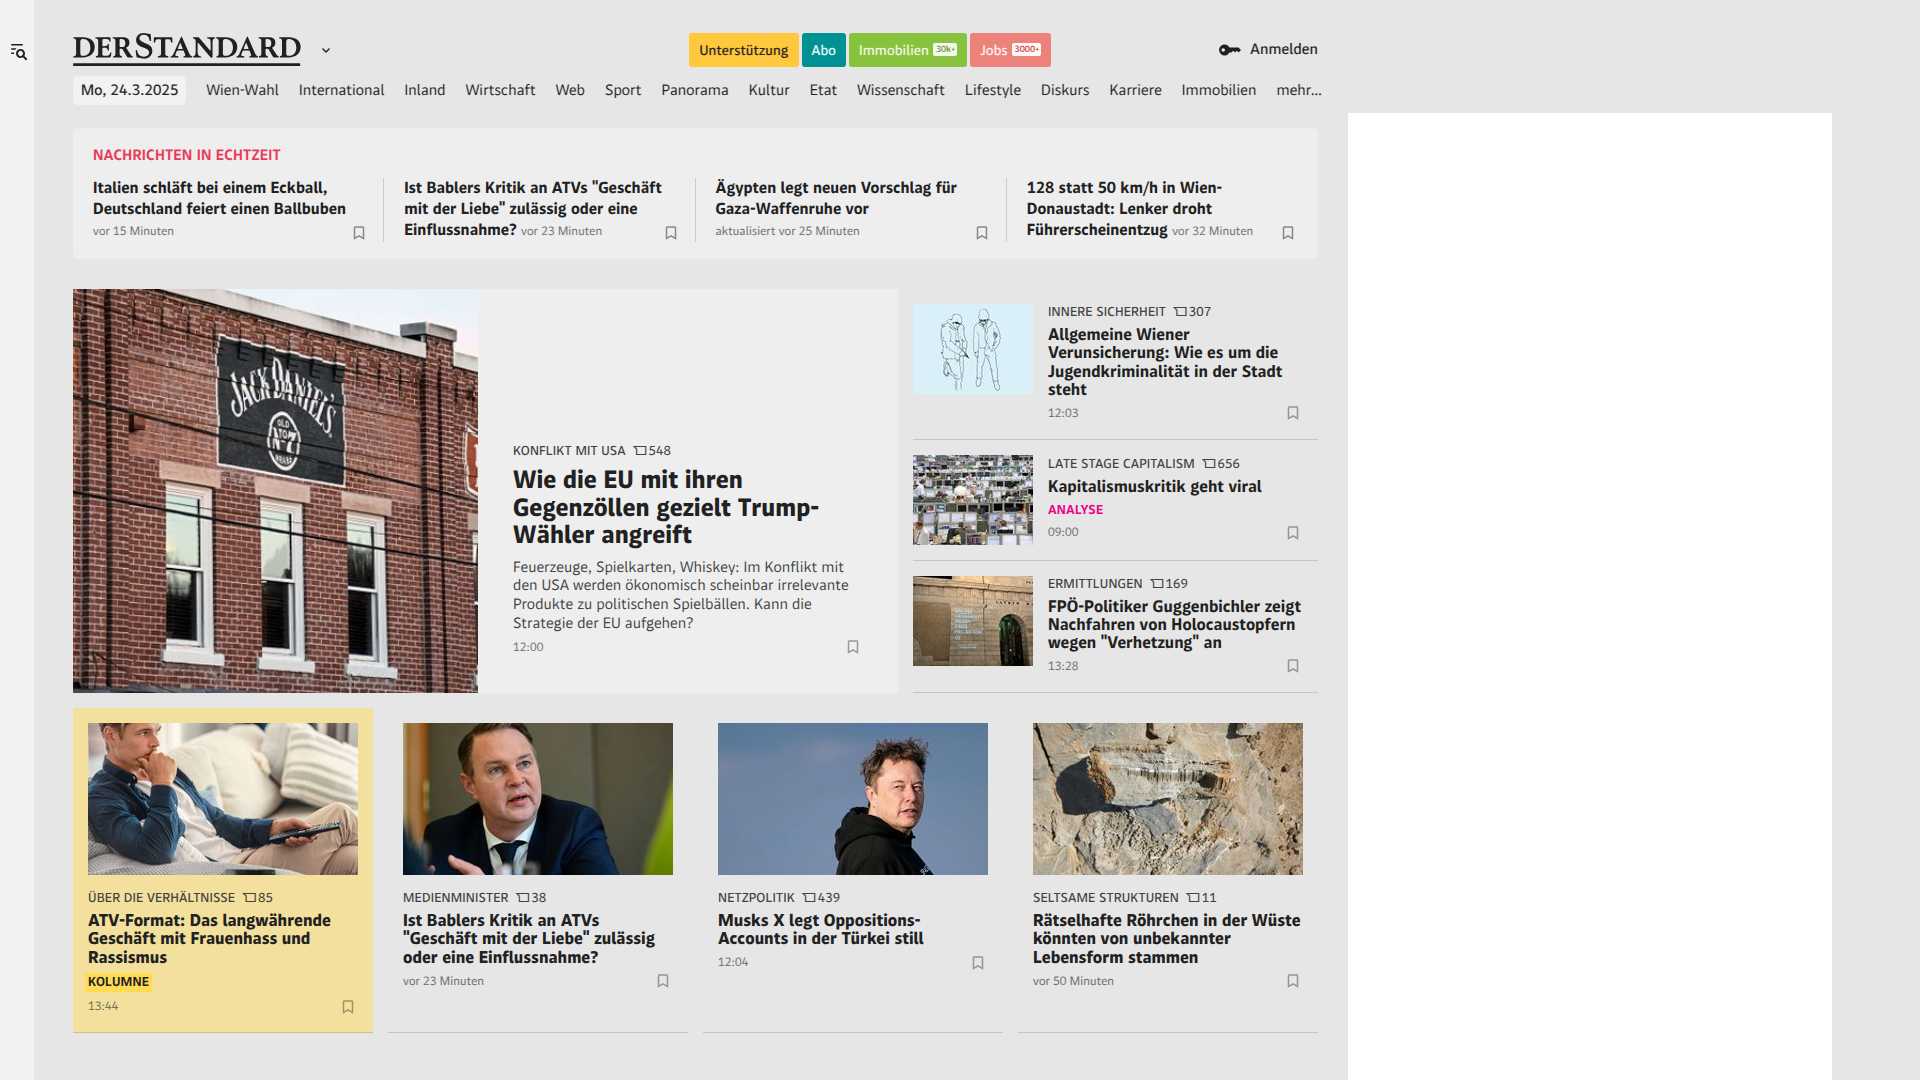 DERSTANDARD
Unterstützung
Abo
Immobilien 30k+
Jobs 3000+
Anmelden
Mo, 24.3.2025
Wien-Wahl
International
Inland
Wirtschaft
Web
Sport
Panorama
Kultur
Etat
Wissenschaft
Lifestyle
Diskurs
Karriere
Immobilien
mehr...
NACHRICHTEN IN ECHTZEIT
Italien schläft bei einem Eckball,
Deutschland feiert einen Ballbuben
vor 15 Minuten
Ist Bablers Kritik an ATVs "Geschäft
mit der Liebe" zulässig oder eine
Einflussnahme? vor 23 Minuten
Ägypten legt neuen Vorschlag für
Gaza-Waffenruhe vor
aktualisiert vor 25 Minuten
128 statt 50 km/h in Wien-
Donaustadt: Lenker droht
Führerscheinentzug vor 32 Minuten
JACK DANIEL'S
OLD
No. 7
KONFLIKT MIT USA 548
Wie die EU mit ihren
Gegenzöllen gezielt Trump-
Wähler angreift
Feuerzeuge, Spielkarten, Whiskey: Im Konflikt mit
den USA werden ökonomisch scheinbar irrelevante
Produkte zu politischen Spielbällen. Kann die
Strategie der EU aufgehen?
12:00
INNERE SICHERHEIT 307
Allgemeine Wiener
Verunsicherung: Wie es um die
Jugendkriminalität in der Stadt
steht
12:03
LATE STAGE CAPITALISM 656
Kapitalismuskritik geht viral
ANALYSE
09:00
ERMITTLUNGEN 169
FPÖ-Politiker Guggenbichler zeigt
Nachfahren von Holocaustopfern
wegen "Verhetzung" an
13:28
ÜBER DIE VERHÄLTNISSE 85
ATV-Format: Das langwährende
Geschäft mit Frauenhass und
Rassismus
KOLUMNE
13:44
MEDIENMINISTER 38
Ist Bablers Kritik an ATVs
"Geschäft mit der Liebe" zulässig
oder eine Einflussnahme?
vor 23 Minuten
NETZPOLITIK 439
Musks X legt Oppositions-
Accounts in der Türkei still
12:04
SELTSAME STRUKTUREN 11
Rätselhafte Röhrchen in der Wüste
könnten von unbekannter
Lebensform stammen
vor 50 Minuten